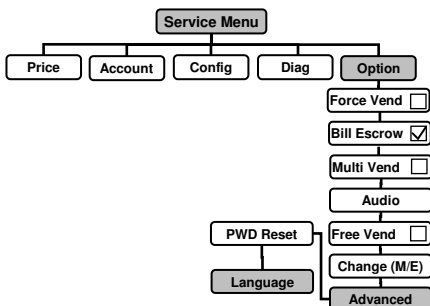 Service Menu
Price
Account
Config
Diag
Option
Force Vend
Bill Escrow
Multi Vend
Audio
Free Vend
Change (M/E)
Advanced
PWD Reset
Language